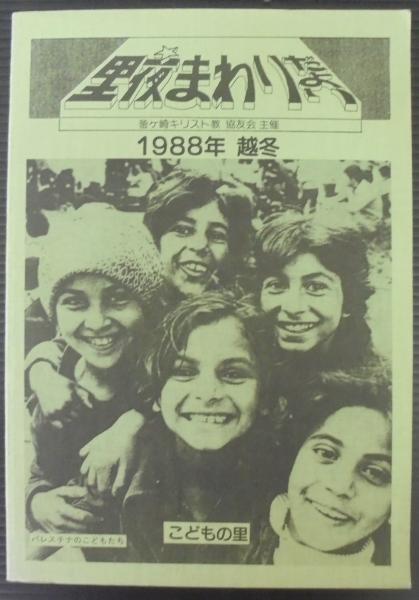 里夜まわりだより
釜ヶ崎キリスト教 協友会 主催
1988年 越冬
パレスチナのこどもたち
こどもの里